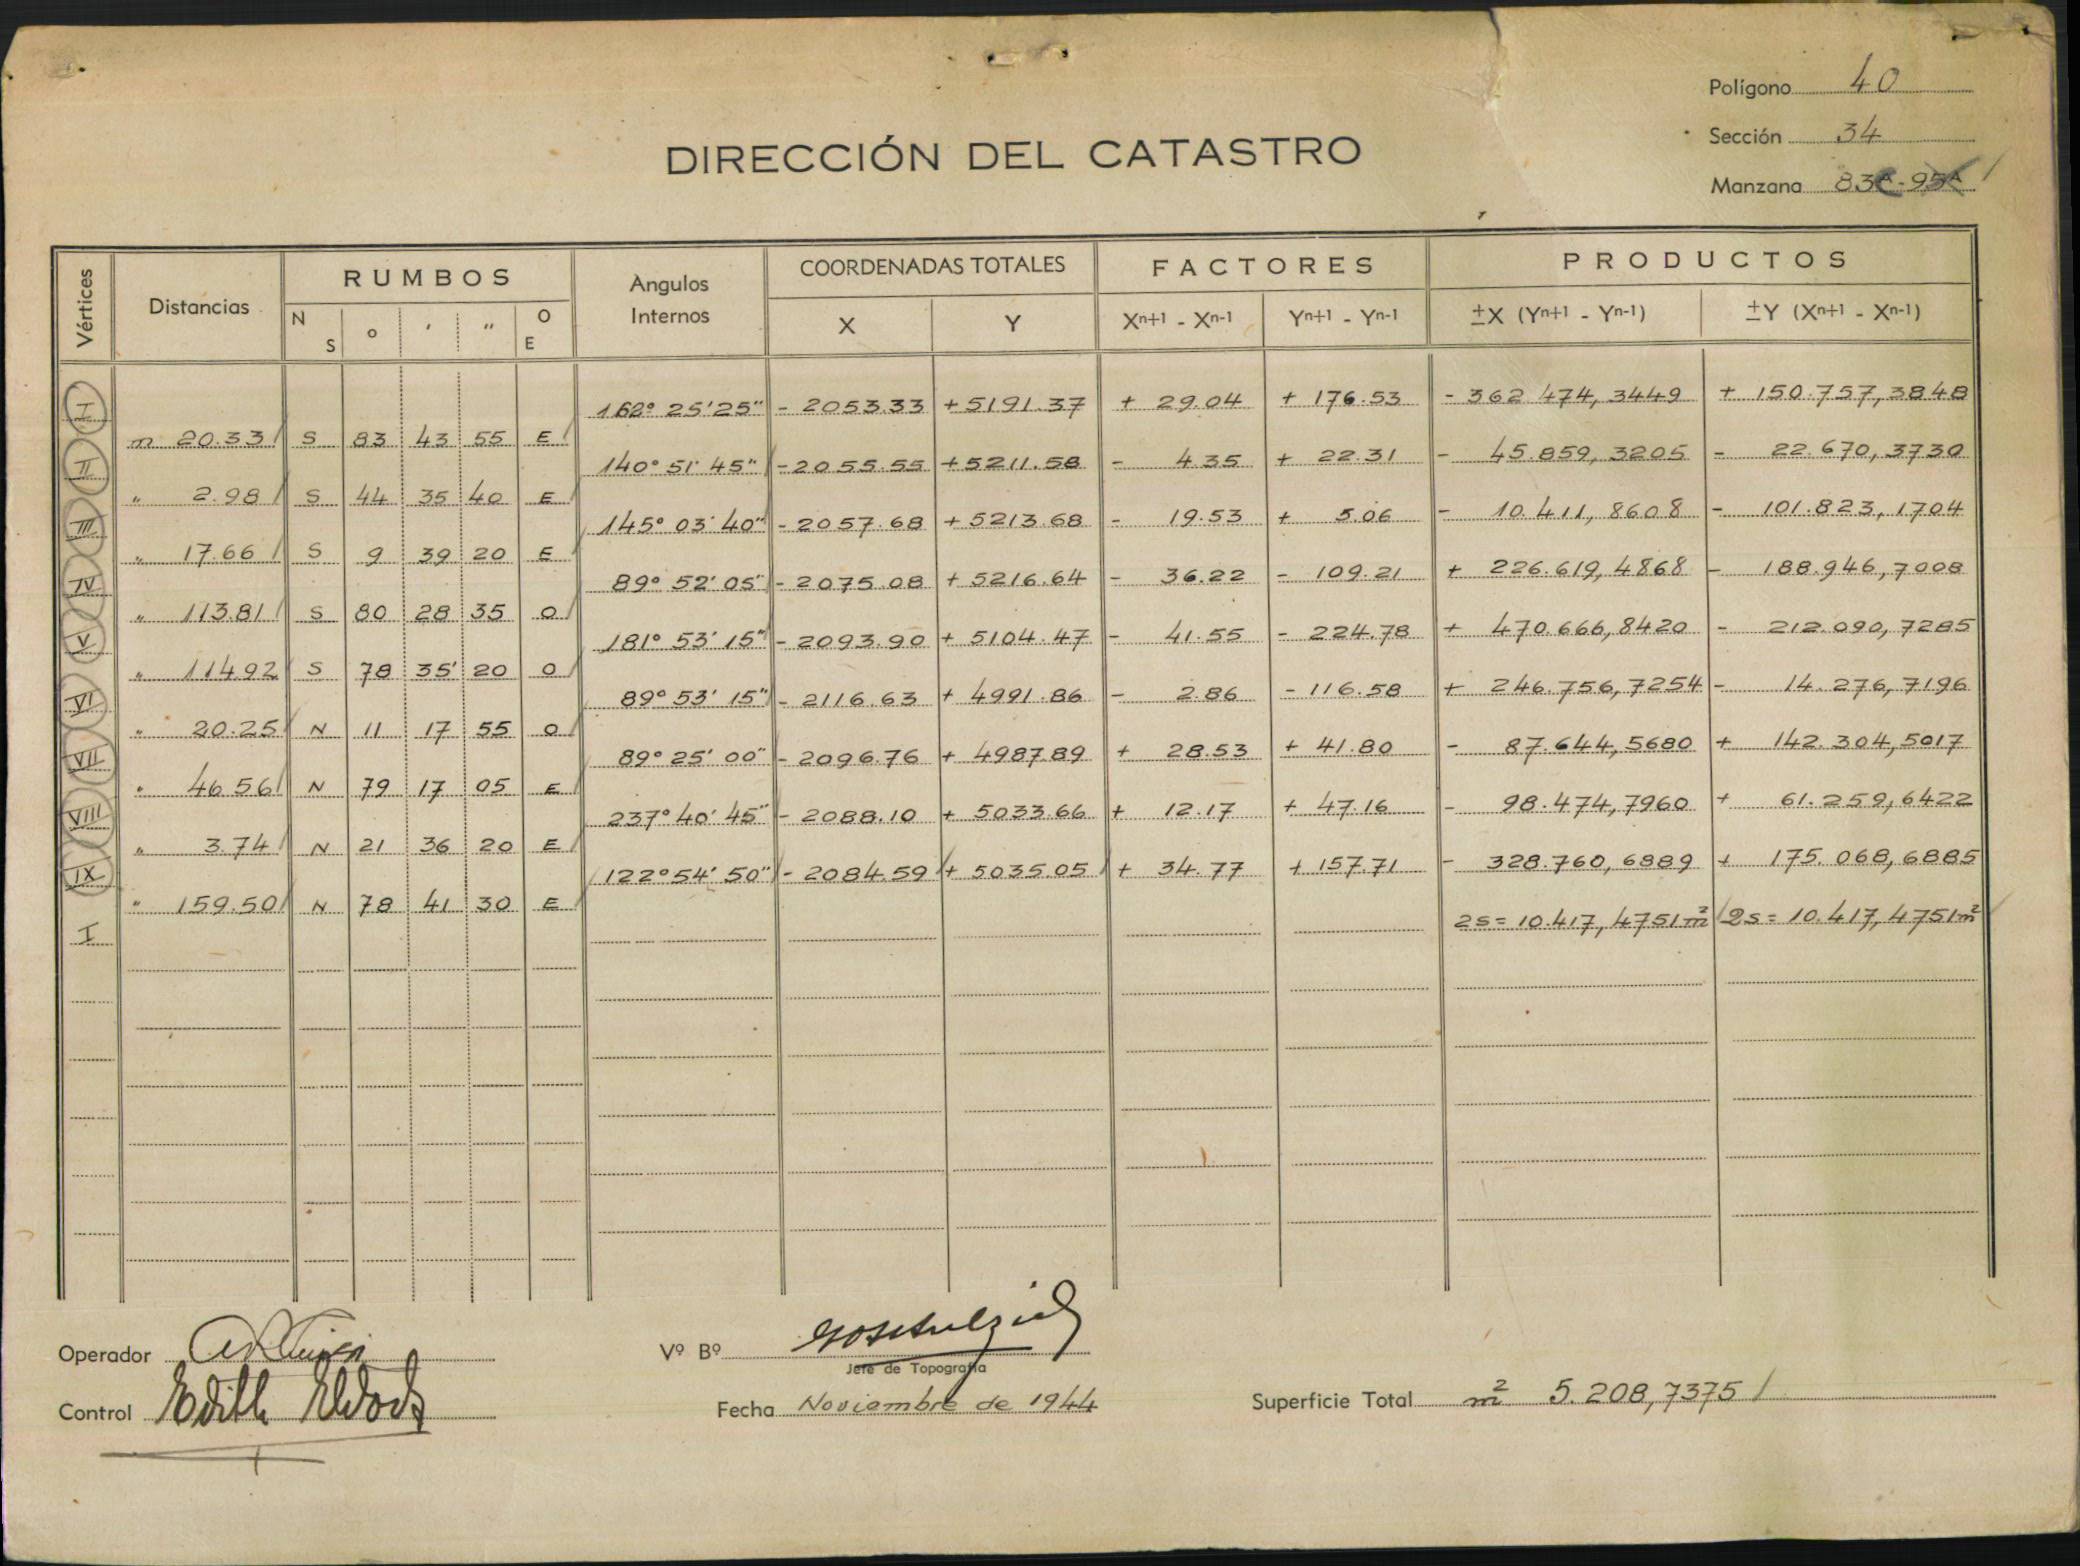 Polígono 40
Sección 34
Manzana 83 - 95A
DIRECCIÓN DEL CATASTRO
Vértices Distancias RUMBOS Angulos Internos COORDENADAS TOTALES FACTORES PRODUCTOS
N S o ′ ″ O E X Y Xn+1 - Xn-1 Yn+1 - Yn-1 ±X (Yn+1 - Yn-1) ±Y (Xn+1 - Xn-1)
I 162° 25' 25" - 2053.33 + 5191.37 + 29.04 + 176.53 - 362 474,3449 + 150.757,3848
m 20.33 S 83 43 55 E
II 140° 51' 45" - 2055.55 + 5211.58 - 4.35 + 22.31 - 45.859,3205 - 22.670,3730
" 2.98 S 44 35 40 E
III 145° 03' 40" - 2057.68 + 5213.68 - 19.53 + 5.06 - 10.411,8608 - 101.823,1704
" 17.66 S 9 39 20 E
IV 89° 52' 05" - 2075.08 + 5216.64 - 36.22 - 109.21 + 226.619,4868 - 188.946,7008
" 113.81 S 80 28 35 O
V 181° 53' 15" - 2093.90 + 5104.47 - 41.55 - 224.78 + 470.666,8420 - 212.090,7285
" 114.92 S 78 35' 20 O
VI 89° 53' 15" - 2116.63 + 4991.86 - 2.86 - 116.58 + 246.756,7254 - 14.276,7196
" 20.25 N 11 17 55 O
VII 89° 25' 00" - 2096.76 + 4987.89 + 28.53 + 41.80 - 87.644,5680 + 142.304,5017
" 46.56 N 79 17 05 E
VIII 237° 40' 45" - 2088.10 + 5033.66 + 12.17 + 47.16 - 98.474,7960 + 61.259,6422
" 3.74 N 21 36 20 E
IX 122° 54' 50" - 2084.59 + 5035.05 + 34.77 + 157.71 - 328.760,6889 + 175.068,6885
" 159.50 N 78 41 30 E
I 2s = 10.417,4751 m² 2s = 10.417,4751 m²
Operador
Vº Bº
Jefe de Topografía
Control Edith
Fecha Noviembre de 1944
Superficie Total m² 5.208,7375